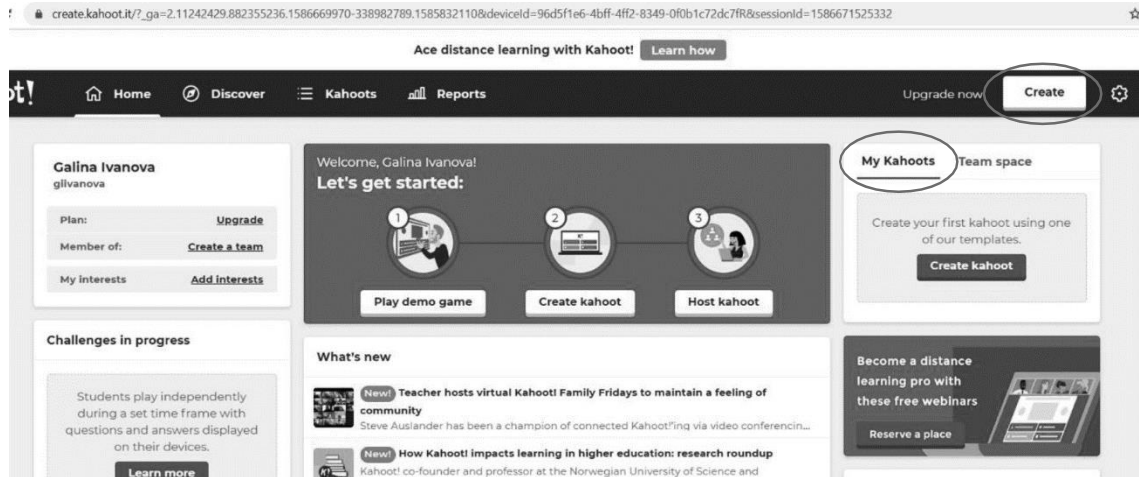 create.kahoot.it/?_ga=2.11242429.882355236.1586669970-338982789.1585832110&deviceId=96d5f1e6-4bff-4ff2-8349-0f0b1c72dc7fR&sessionId=1586671525332
Ace distance learning with Kahoot! Learn how
ot! Home Discover Kahoots Reports Upgrade now Create
Galina Ivanova
glivanova
Plan: Upgrade
Member of: Create a team
My interests Add interests
Challenges in progress
Students play independently
during a set time frame with
questions and answers displayed
on their devices.
Learn more
Welcome, Galina Ivanova!
Let's get started:
1 2 3
Play demo game Create kahoot Host kahoot
What's new
New! Teacher hosts virtual Kahoot! Family Fridays to maintain a feeling of
community
Steve Auslander has been a champion of connected Kahoot!'ing via video conferencin...
New! How Kahoot! impacts learning in higher education: research roundup
Kahoot! co-founder and professor at the Norwegian University of Science and
My Kahoots Team space
Create your first kahoot using one
of our templates.
Create kahoot
Become a distance
learning pro with
these free webinars
Reserve a place